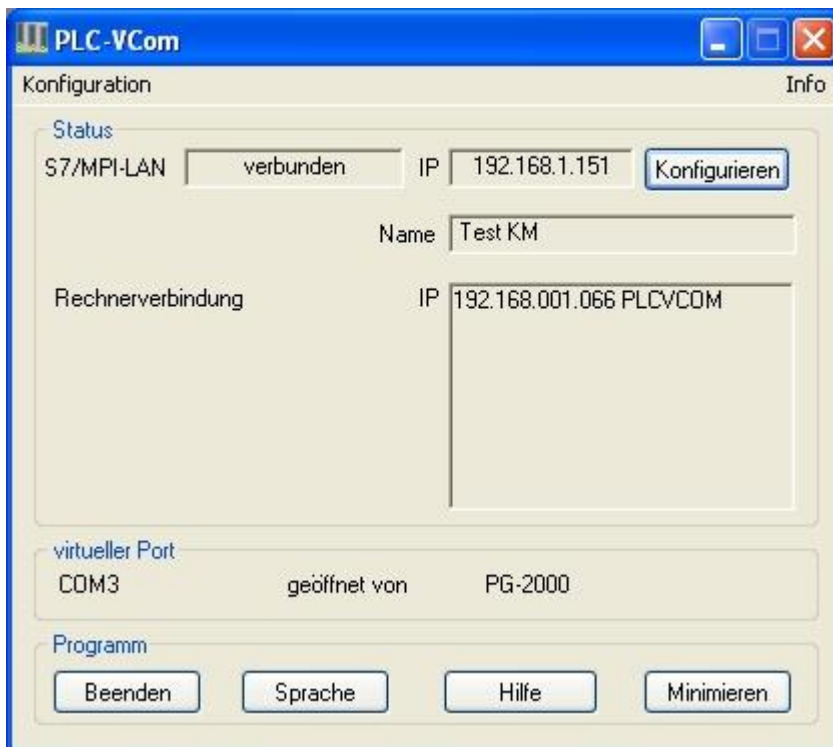 PLC-VCom
Konfiguration Info
Status
S7/MPI-LAN verbunden IP 192.168.1.151 Konfigurieren
Name Test KM
Rechnerverbindung IP 192.168.001.066 PLCVCOM
virtueller Port
COM3 geöffnet von PG-2000
Programm
Beenden Sprache Hilfe Minimieren